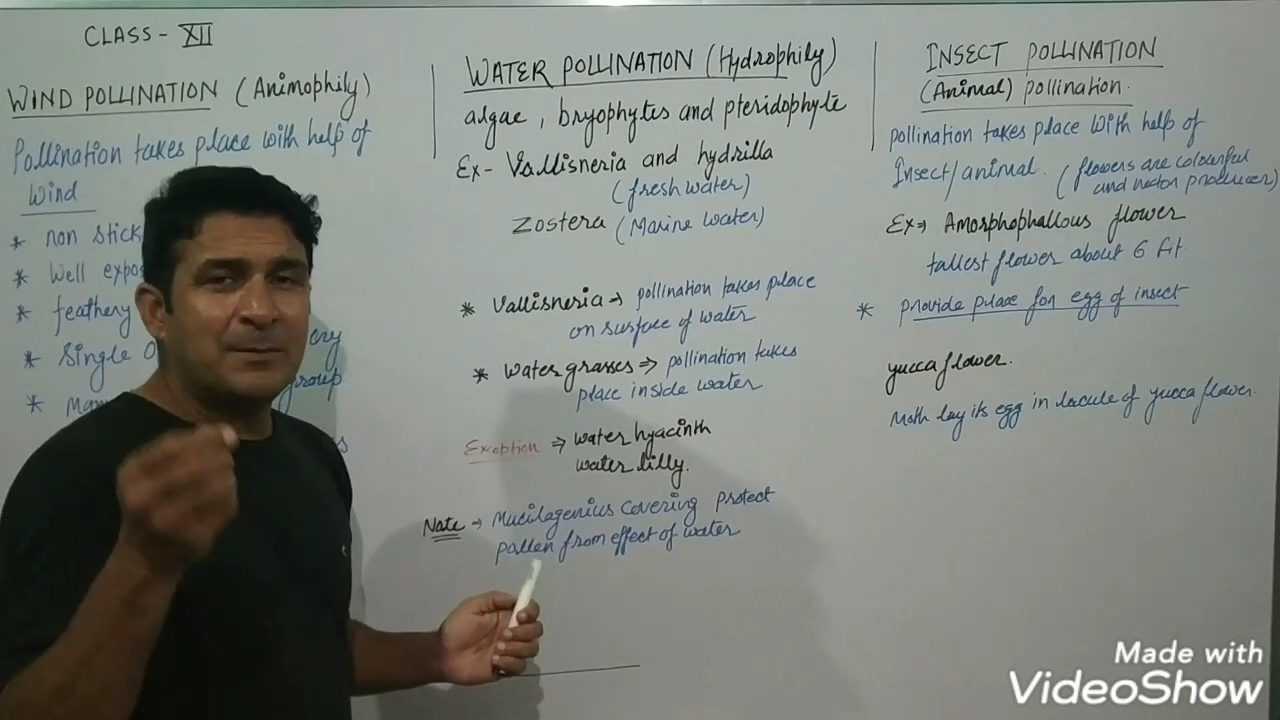 CLASS - XII
WIND POLLINATION (Animophily)
Pollination takes place with help of
Wind
* non stick
* Well expos
* feathery
* Single O
ery
* Man
group
WATER POLLINATION (Hydrophily)
algae, bryophytes and pteridophyte
Ex- Vallisneria and hydrilla
(fresh water)
Zostera (Marine water)
* Vallisneria → pollination takes place
on surface of water
* Water grasses ⇒ pollination takes
place inside water
Exception ⇒ water hyacinth
water lilly.
Note → Mucilagenius covering protect
pollen from effect of water
INSECT POLLINATION
(Animal) pollination.
pollination takes place with help of
Insect/animal. (flowers are colourful
and nector producer)
Ex⇒ Amorphophallous flower
tallest flower about 6 fit.
* provide place for egg of insect
yucca flower.
Moth lay its egg in locule of yucca flower.
Made with
VideoShow